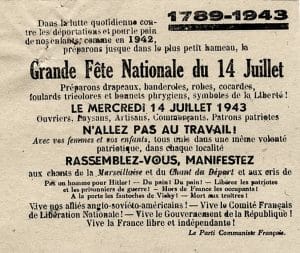 1789-1943
Dans la lutte quotidienne con-
tre les déportations et pour le pain
de nos enfants, comme en 1942,
préparons jusque dans le plus petit hameau, la
Grande Fête Nationale du 14 Juillet
Préparons drapeaux, banderoles, robes, cocardes,
foulards tricolores et bonnets phrygiens, symboles de la Liberté !
LE MERCREDI 14 JUILLET 1943
Ouvriers, Paysans, Artisans, Commerçants, Patrons patriotes
N'ALLEZ PAS AU TRAVAIL !
Avec vos femmes et vos enfants, tous unis dans une même volonté
patriotique, dans chaque localité
RASSEMBLEZ-VOUS, MANIFESTEZ
aux chants de la Marseillaise et du Chant du Départ et aux cris de
Pas un homme pour Hitler ! — Du pain ! Du pain ! — Libérez les patriotes
et les prisonniers de guerre ! — Hors de France les occupants !
A la porte les fantoches de Vichy ! — Mort aux traîtres !
Vive nos alliés anglo-soviéto-américains ! — Vive le Comité Français
de Libération Nationale ! — Vive le Gouvernement de la République !
Vive la France libre et indépendante !
Le Parti Communiste Français.